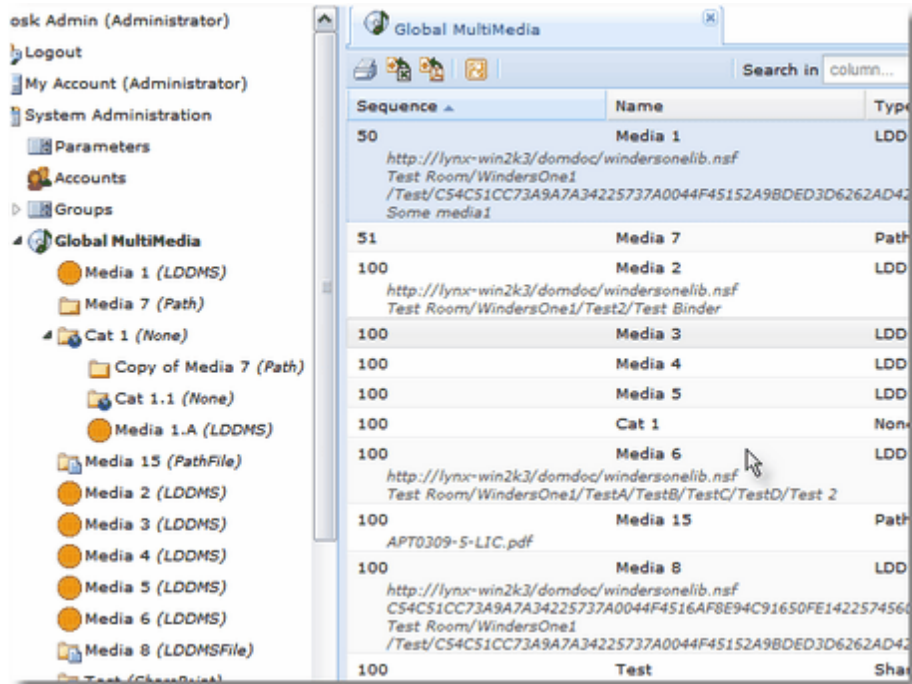 osk Admin (Administrator)
Logout
My Account (Administrator)
System Administration
Parameters
Accounts
Groups
Global MultiMedia
Media 1 (LDDMS)
Media 7 (Path)
Cat 1 (None)
Copy of Media 7 (Path)
Cat 1.1 (None)
Media 1.A (LDDMS)
Media 15 (PathFile)
Media 2 (LDDMS)
Media 3 (LDDMS)
Media 4 (LDDMS)
Media 5 (LDDMS)
Media 6 (LDDMS)
Media 8 (LDDMSFile)
Test (SharePoint)
Global MultiMedia
Search in column...
Sequence Name Type
50 Media 1 LDD
http://lynx-win2k3/domdoc/windersonelib.nsf
Test Room/WindersOne1
/Test/C54C51CC73A9A7A34225737A0044F45152A9BDED3D6262AD42
Some media1
51 Media 7 Path
100 Media 2 LDD
http://lynx-win2k3/domdoc/windersonelib.nsf
Test Room/WindersOne1/Test2/Test Binder
100 Media 3 LDD
100 Media 4 LDD
100 Media 5 LDD
100 Cat 1 Non
100 Media 6 LDD
http://lynx-win2k3/domdoc/windersonelib.nsf
Test Room/WindersOne1/TestA/TestB/TestC/TestD/Test 2
100 Media 15 Path
APT0309-5-LIC.pdf
100 Media 8 LDD
http://lynx-win2k3/domdoc/windersonelib.nsf
C54C51CC73A9A7A34225737A0044F4516AF8E94C91650FE1422574560
Test Room/WindersOne1
/Test/C54C51CC73A9A7A34225737A0044F45152A9BDED3D6262AD42
100 Test Shar